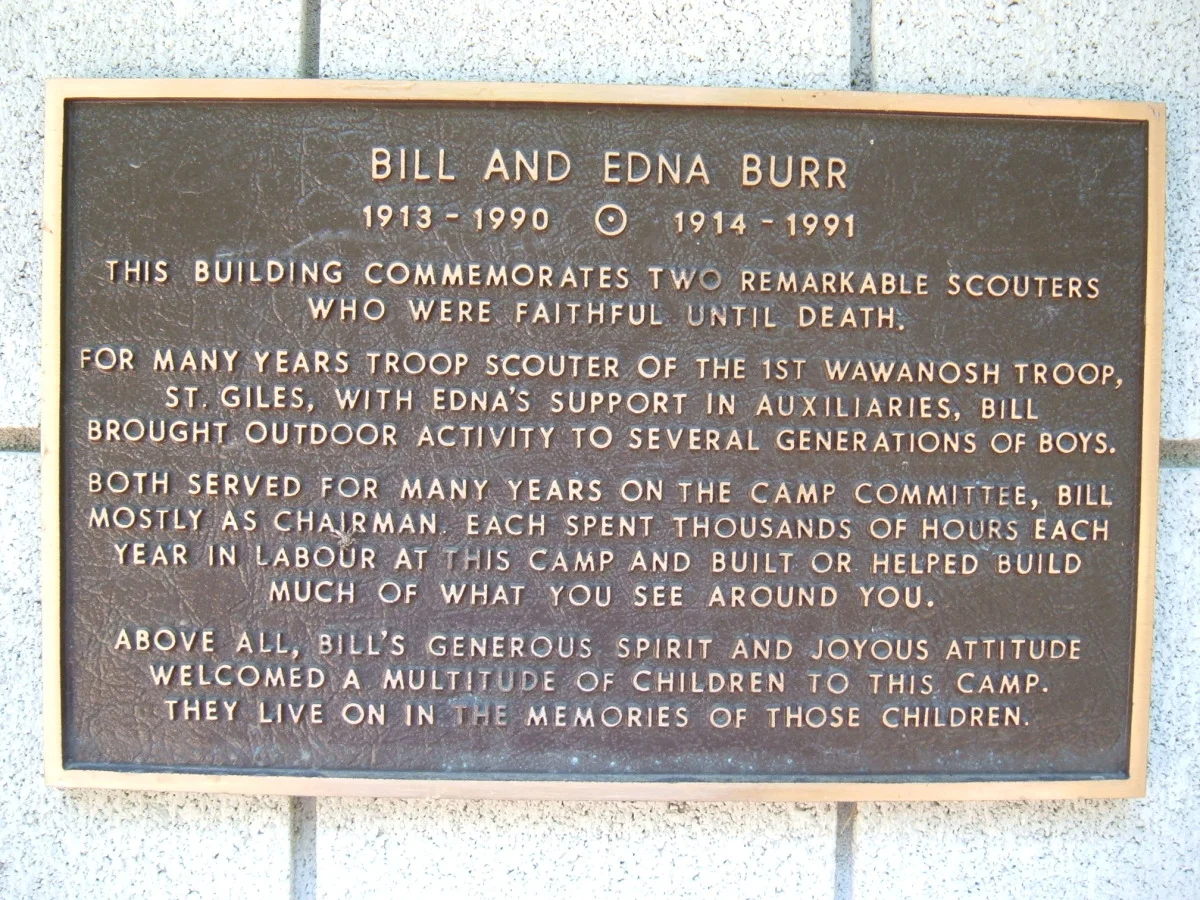 BILL AND EDNA BURR
1913 - 1990 ⊙ 1914 - 1991
THIS BUILDING COMMEMORATES TWO REMARKABLE SCOUTERS
WHO WERE FAITHFUL UNTIL DEATH.
FOR MANY YEARS TROOP SCOUTER OF THE 1ST WAWANOSH TROOP,
ST. GILES, WITH EDNA'S SUPPORT IN AUXILIARIES, BILL
BROUGHT OUTDOOR ACTIVITY TO SEVERAL GENERATIONS OF BOYS.
BOTH SERVED FOR MANY YEARS ON THE CAMP COMMITTEE, BILL
MOSTLY AS CHAIRMAN. EACH SPENT THOUSANDS OF HOURS EACH
YEAR IN LABOUR AT THIS CAMP AND BUILT OR HELPED BUILD
MUCH OF WHAT YOU SEE AROUND YOU.
ABOVE ALL, BILL'S GENEROUS SPIRIT AND JOYOUS ATTITUDE
WELCOMED A MULTITUDE OF CHILDREN TO THIS CAMP.
THEY LIVE ON IN THE MEMORIES OF THOSE CHILDREN.